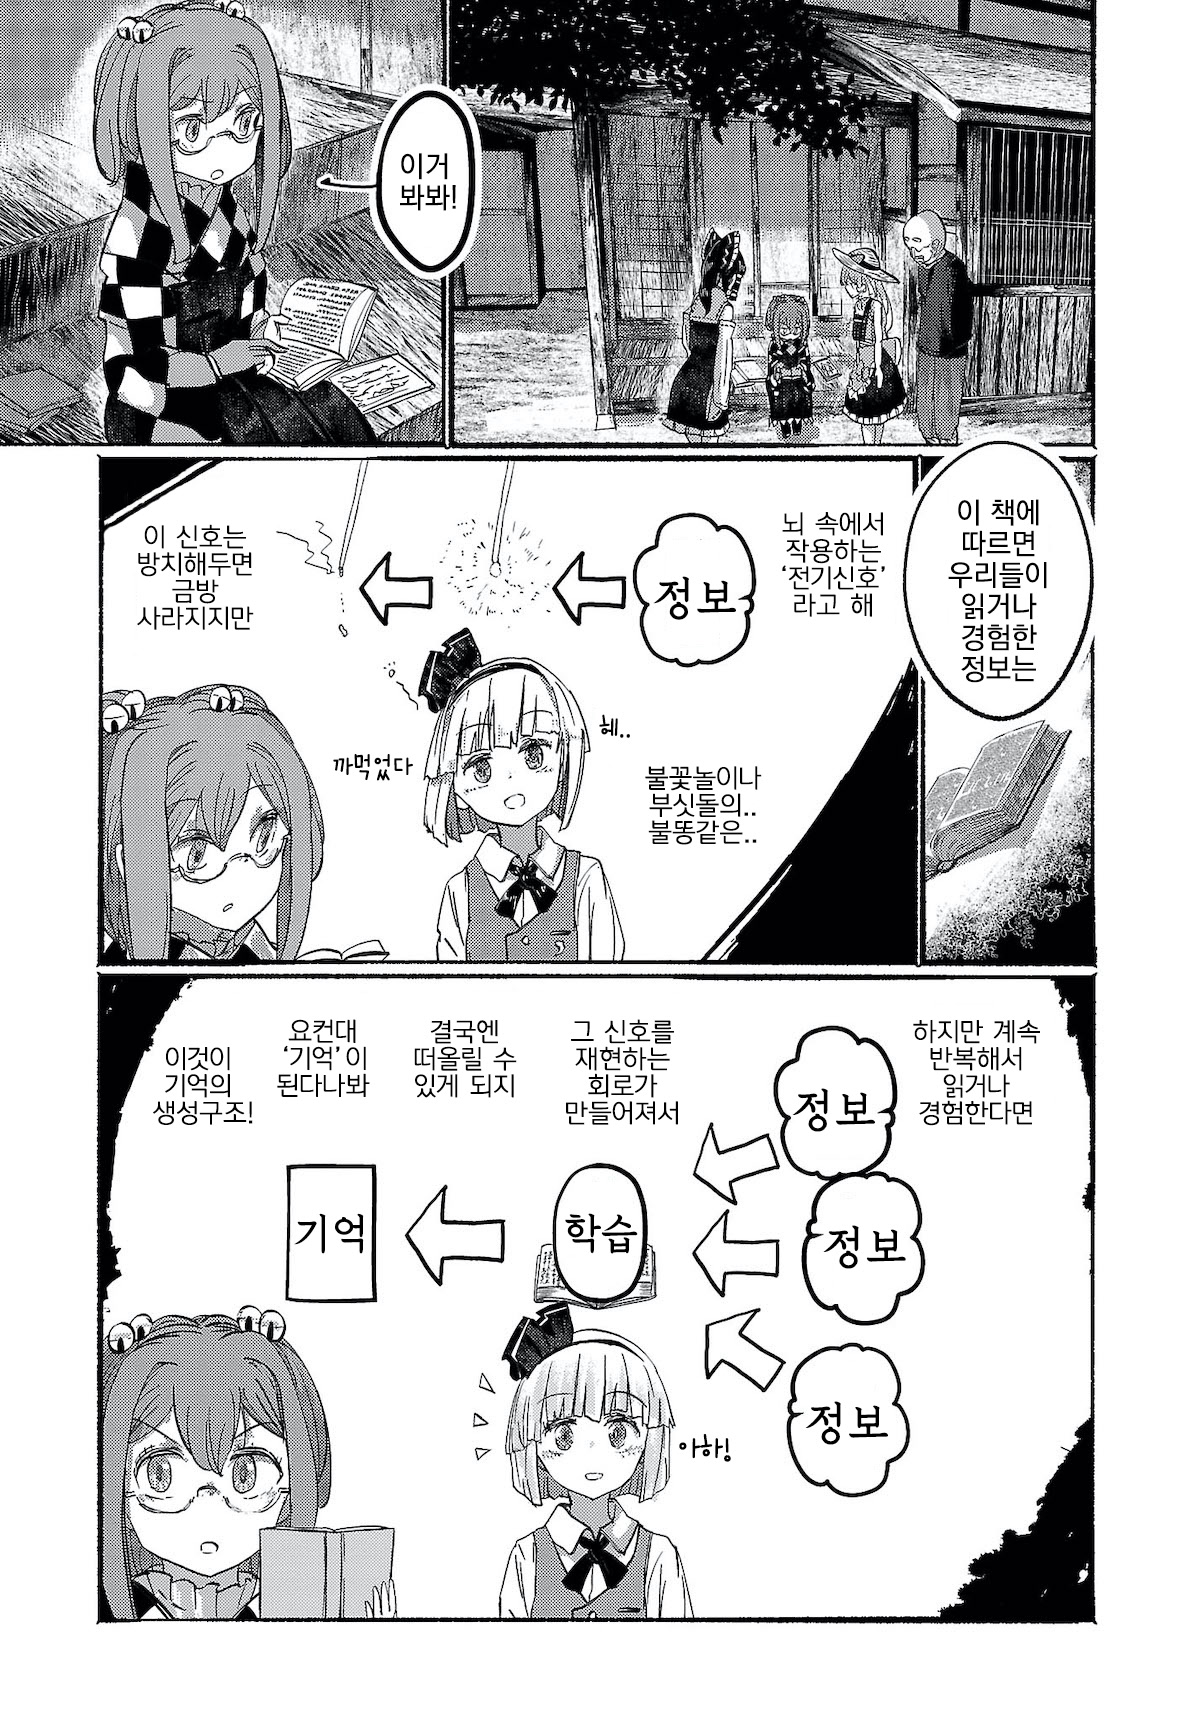 이거
봐봐!
이 책에
따르면
우리들이
읽거나
경험한
정보는
뇌 속에서
작용하는
‘전기신호’
라고 해
정보
이 신호는
방치해두면
금방
사라지지만
헤..
까먹었다
불꽃놀이나
부싯돌의..
불똥같은..
하지만 계속
반복해서
읽거나
경험한다면
정보
정보
정보
그 신호를
재현하는
회로가
만들어져서
학습
결국엔
떠올릴 수
있게 되지
요컨대
‘기억’이
된다나봐
기억
이것이
기억의
생성구조!
아하!